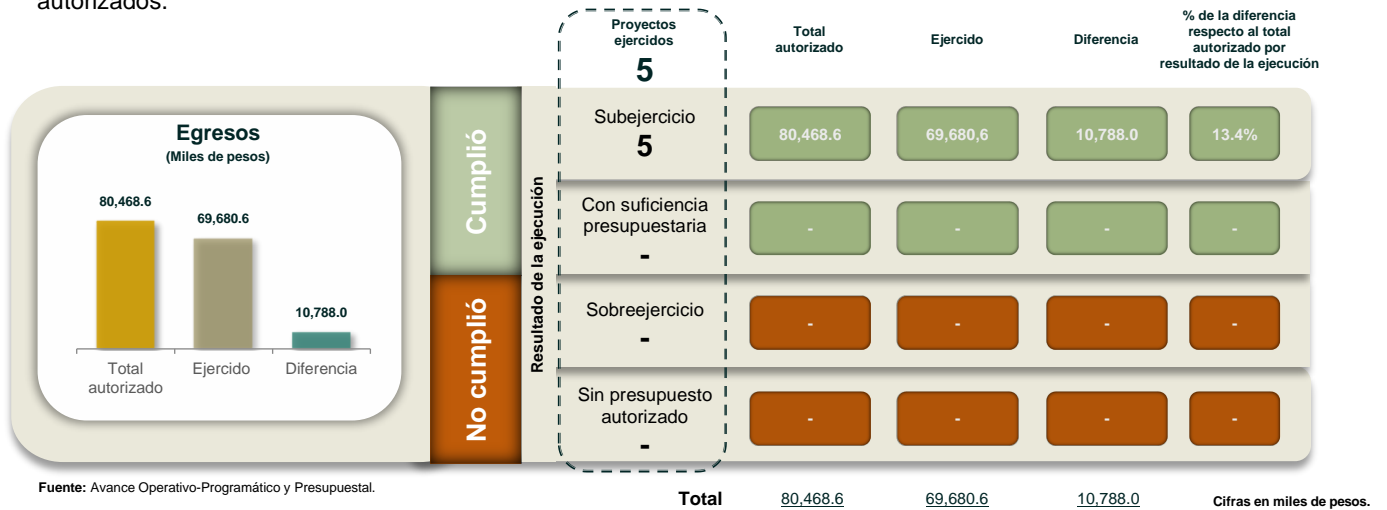 autorizados.
Proyectos
ejercidos
5
Total
autorizado
Ejercido
Diferencia
% de la diferencia
respecto al total
autorizado por
resultado de la ejecución
Egresos
(Miles de pesos)
80,468.6
69,680.6
10,788.0
Total
autorizado
Ejercido
Diferencia
Cumplió
No cumplió
Resultado de la ejecución
Subejercicio
5
80,468.6
69,680,6
10,788.0
13.4%
Con suficiencia
presupuestaria
-
-
-
-
-
Sobreejercicio
-
-
-
-
-
Sin presupuesto
autorizado
-
-
-
-
-
Fuente: Avance Operativo-Programático y Presupuestal.
Total
80,468.6
69,680.6
10,788.0
Cifras en miles de pesos.